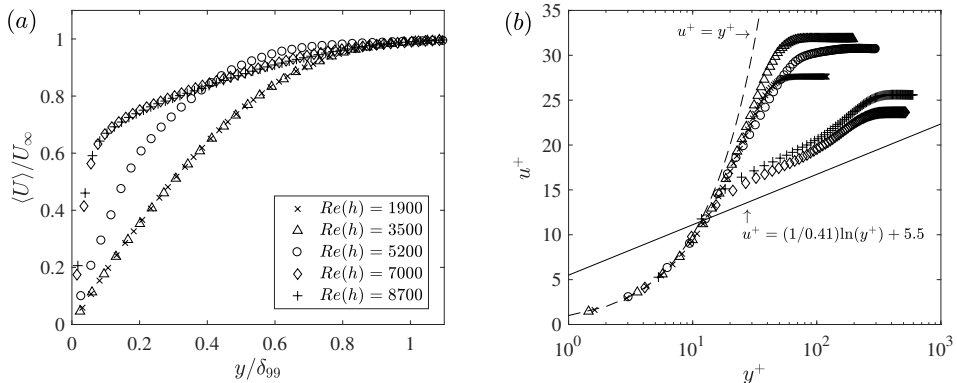 (a)
1
0.8
0.6
0.4
0.2
0
⟨U⟩/U∞
× Re(h) = 1900
△ Re(h) = 3500
○ Re(h) = 5200
◇ Re(h) = 7000
+ Re(h) = 8700
0 0.2 0.4 0.6 0.8 1
y/δ99
(b)
35
30
25
20
15
10
5
0
u+
u+ = y+→
↑
u+ = (1/0.41)ln(y+) + 5.5
10^0 10^1 10^2 10^3
y+